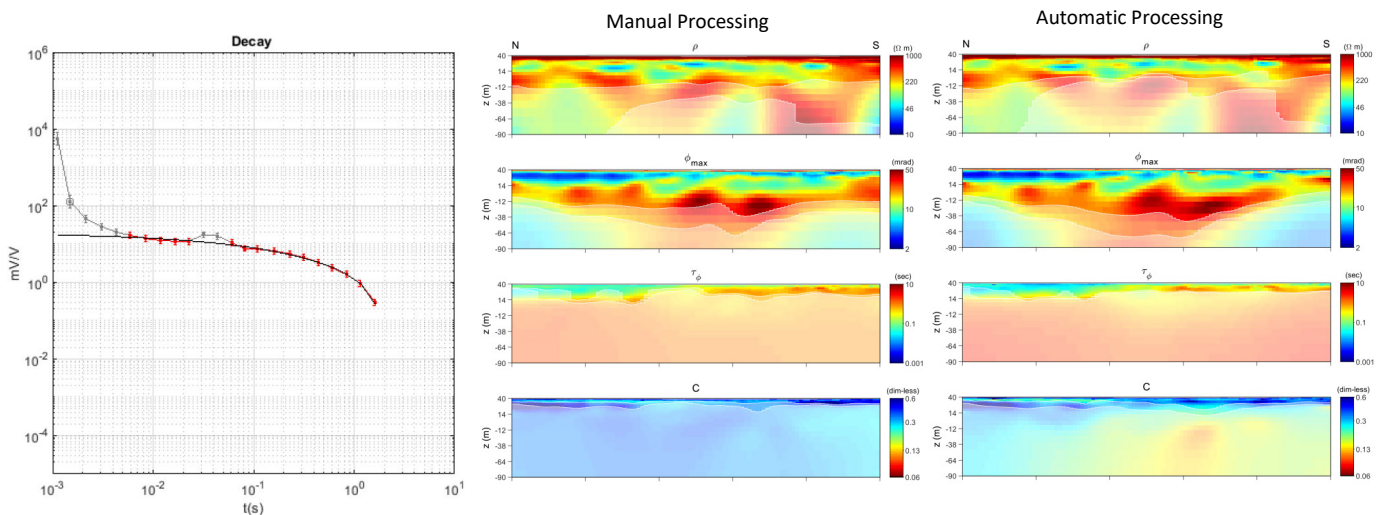 Decay
10^6
10^4
10^2
10^0
10^-2
10^-4
mV/V
10^-3
10^-2
10^-1
10^0
10^1
t(s)
Manual Processing
N
ρ
S
(Ω m)
40
14
-12
-38
-64
-90
z (m)
1000
220
46
10
ϕmax
(mrad)
40
14
-12
-38
-64
-90
z (m)
50
10
2
τϕ
(sec)
40
14
-12
-38
-64
-90
z (m)
10
0.1
0.001
C
(dim-less)
40
14
-12
-38
-64
-90
z (m)
0.6
0.3
0.13
0.06
Automatic Processing
N
ρ
S
(Ω m)
40
14
-12
-38
-64
-90
z (m)
1000
220
46
10
ϕmax
(mrad)
40
14
-12
-38
-64
-90
z (m)
50
10
2
τϕ
(sec)
40
14
-12
-38
-64
-90
z (m)
10
0.1
0.001
C
(dim-less)
40
14
-12
-38
-64
-90
z (m)
0.6
0.3
0.13
0.06